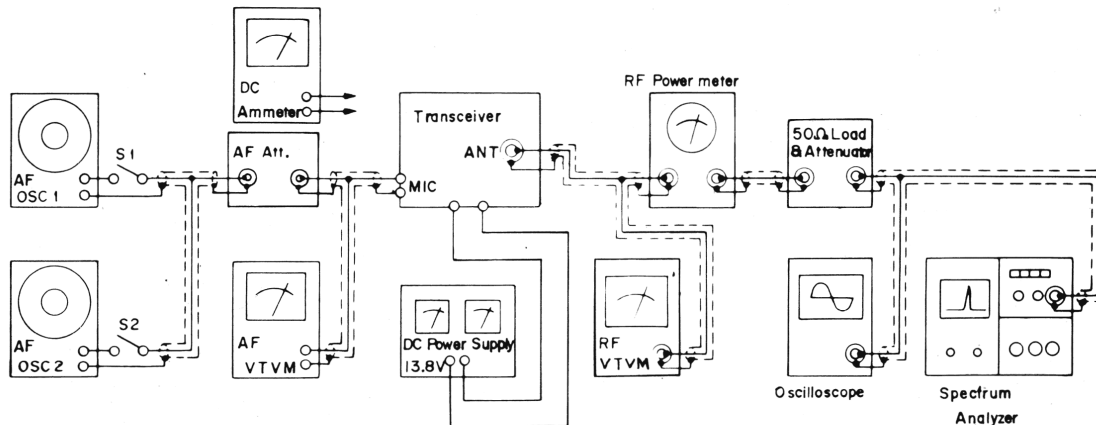 DC
Ammeter
RF Power meter
Transceiver
ANT
MIC
50Ω Load
& Attenuator
S1
AF
OSC 1
AF Att.
S2
AF
OSC 2
AF
VTVM
DC Power Supply
13.8V
RF
VTVM
Oscilloscope
Spectrum
Analyzer